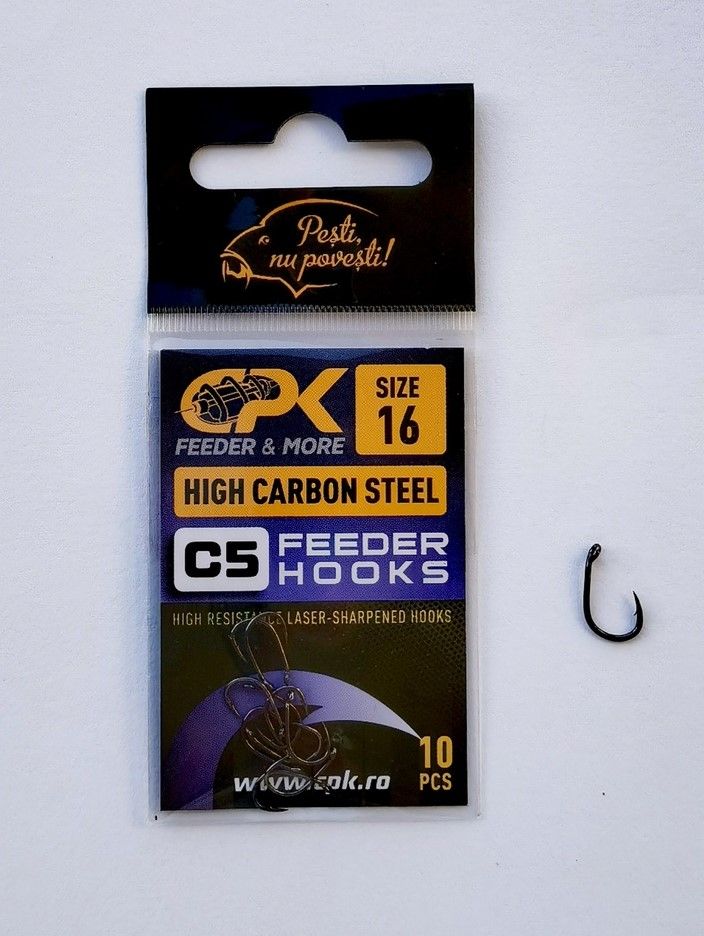 Pești,
nu povești!
CPK
FEEDER & MORE
SIZE
16
HIGH CARBON STEEL
C5
FEEDER
HOOKS
HIGH RESISTANCE LASER-SHARPENED HOOKS
10
PCS
www.cpk.ro